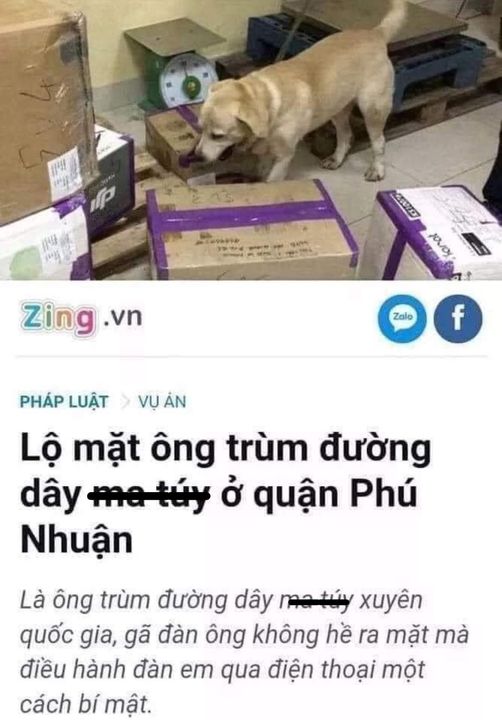 dji
konal
Zing.vn
Zalo
f
PHÁP LUẬT > VỤ ÁN
Lộ mặt ông trùm đường
dây ma túy ở quận Phú
Nhuận
Là ông trùm đường dây ma túy xuyên
quốc gia, gã đàn ông không hề ra mặt mà
điều hành đàn em qua điện thoại một
cách bí mật.